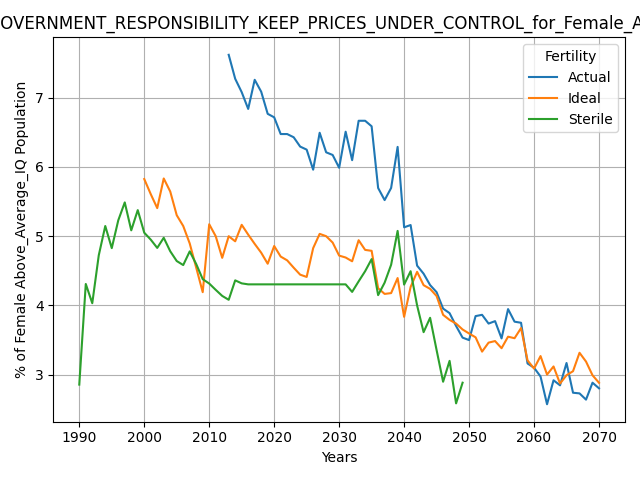 OVERNMENT_RESPONSIBILITY_KEEP_PRICES_UNDER_CONTROL_for_Female_A
Fertility
Actual
Ideal
Sterile
% of Female Above_Average_IQ Population
7
6
5
4
3
1990 2000 2010 2020 2030 2040 2050 2060 2070
Years